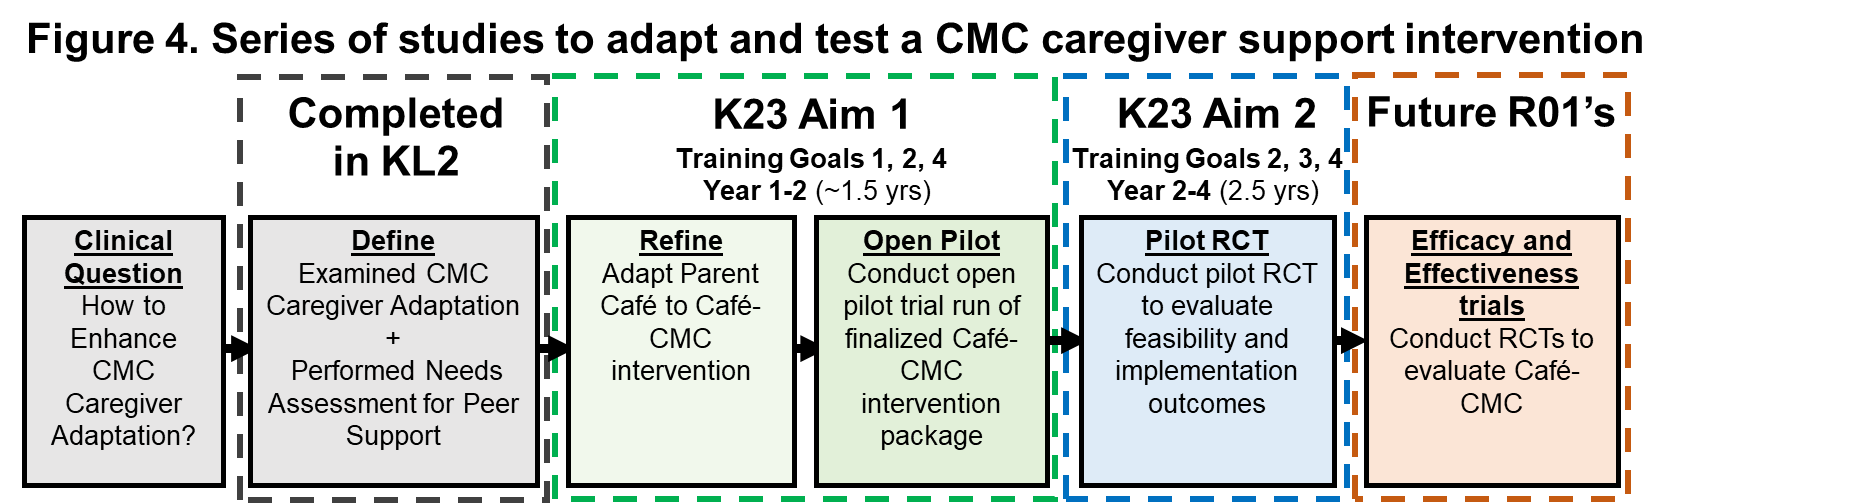 Figure 4. Series of studies to adapt and test a CMC caregiver support intervention
Completed
in KL2
K23 Aim 1
Training Goals 1, 2, 4
Year 1-2 (~1.5 yrs)
K23 Aim 2
Training Goals 2, 3, 4
Year 2-4 (2.5 yrs)
Future R01’s
Clinical
Question
How to
Enhance
CMC
Caregiver
Adaptation?
Define
Examined CMC
Caregiver Adaptation
+
Performed Needs
Assessment for Peer
Support
Refine
Adapt Parent
Café to Café-
CMC
intervention
Open Pilot
Conduct open
pilot trial run of
finalized Café-
CMC
intervention
package
Pilot RCT
Conduct pilot RCT
to evaluate
feasibility and
implementation
outcomes
Efficacy and
Effectiveness
trials
Conduct RCTs to
evaluate Café-
CMC